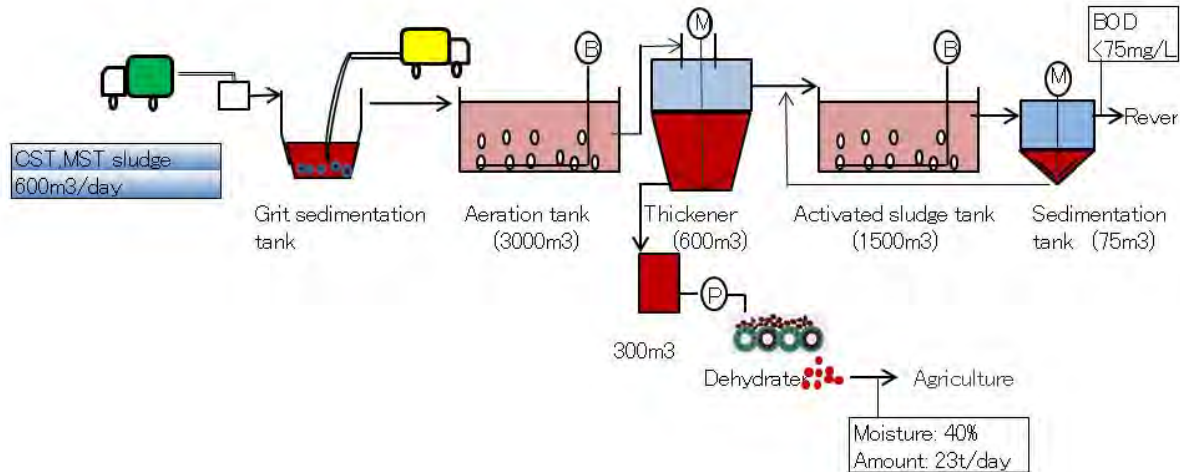 BOD
<75mg/L
B
M
B
M
Rever
CST.MST sludge
600m3/day
Grit sedimentation
tank
Aeration tank
(3000m3)
Thickener
(600m3)
Activated sludge tank
(1500m3)
Sedimentation
tank (75m3)
P
300m3
Dehydrater
Agriculture
Moisture: 40%
Amount: 23t/day